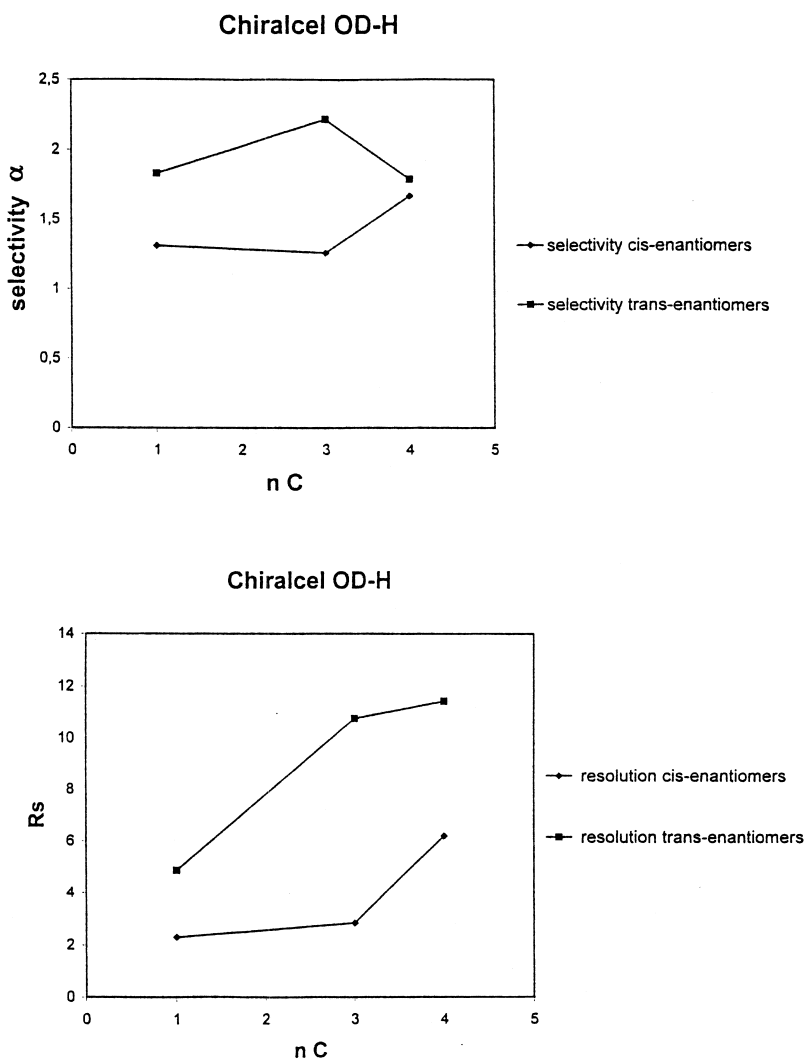 Chiralcel OD-H
2,5
2
1,5
1
0,5
0
selectivity α
0 1 2 3 4 5
n C
selectivity cis-enantiomers
selectivity trans-enantiomers
Chiralcel OD-H
14
12
10
8
6
4
2
0
Rs
0 1 2 3 4 5
n C
resolution cis-enantiomers
resolution trans-enantiomers